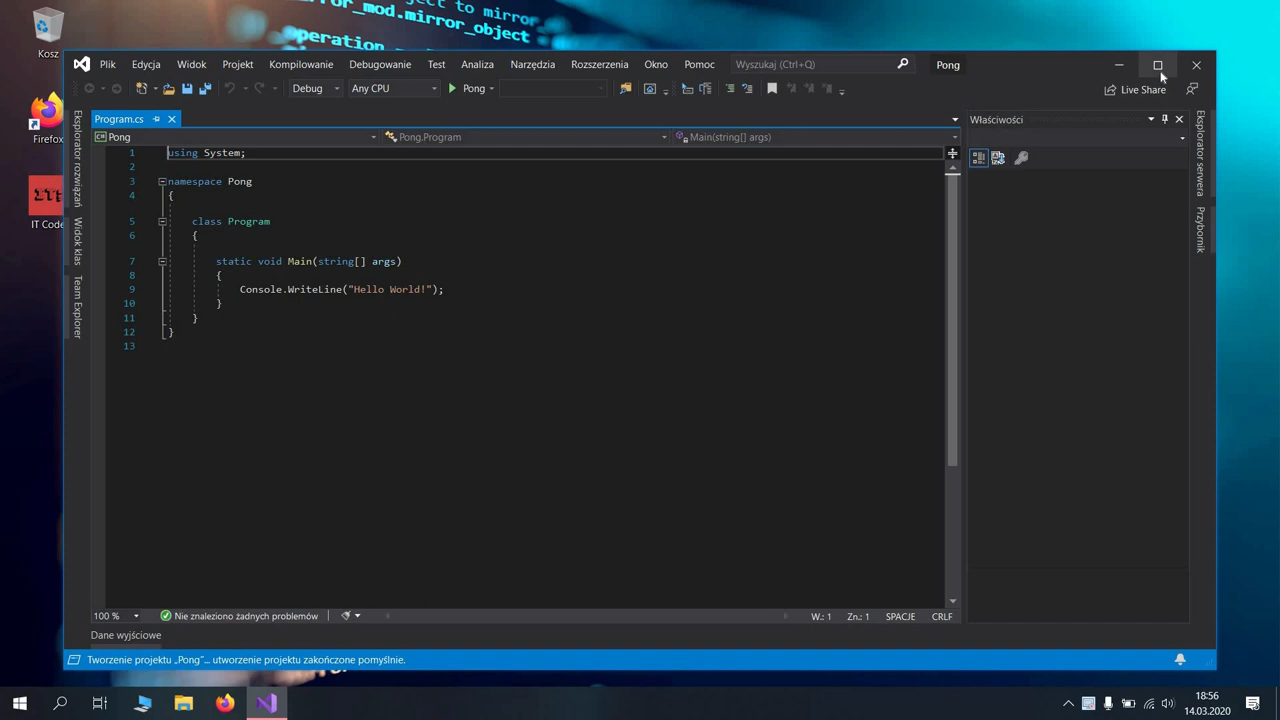 object to mirror
mirror_mod.mirror_object
operation
Kosz
Firefox
ITC
IT Code
Plik Edycja Widok Projekt Kompilowanie Debugowanie Test Analiza Narzędzia Rozszerzenia Okno Pomoc Wyszukaj (Ctrl+Q) Pong
Debug Any CPU Pong Live Share
Program.cs
Pong Pong.Program Main(string[] args)
Eksplorator rozwiązań
Widok klas
Team Explorer
1 using System;
2
3 namespace Pong
4 {
5 class Program
6 {
7 static void Main(string[] args)
8 {
9 Console.WriteLine("Hello World!");
10 }
11 }
12 }
13
Właściwości
Eksplorator serwera
Przybornik
100 % Nie znaleziono żadnych problemów W.: 1 Zn.: 1 SPACJE CRLF
Dane wyjściowe
Tworzenie projektu „Pong”... utworzenie projektu zakończone pomyślnie.
18:56
14.03.2020